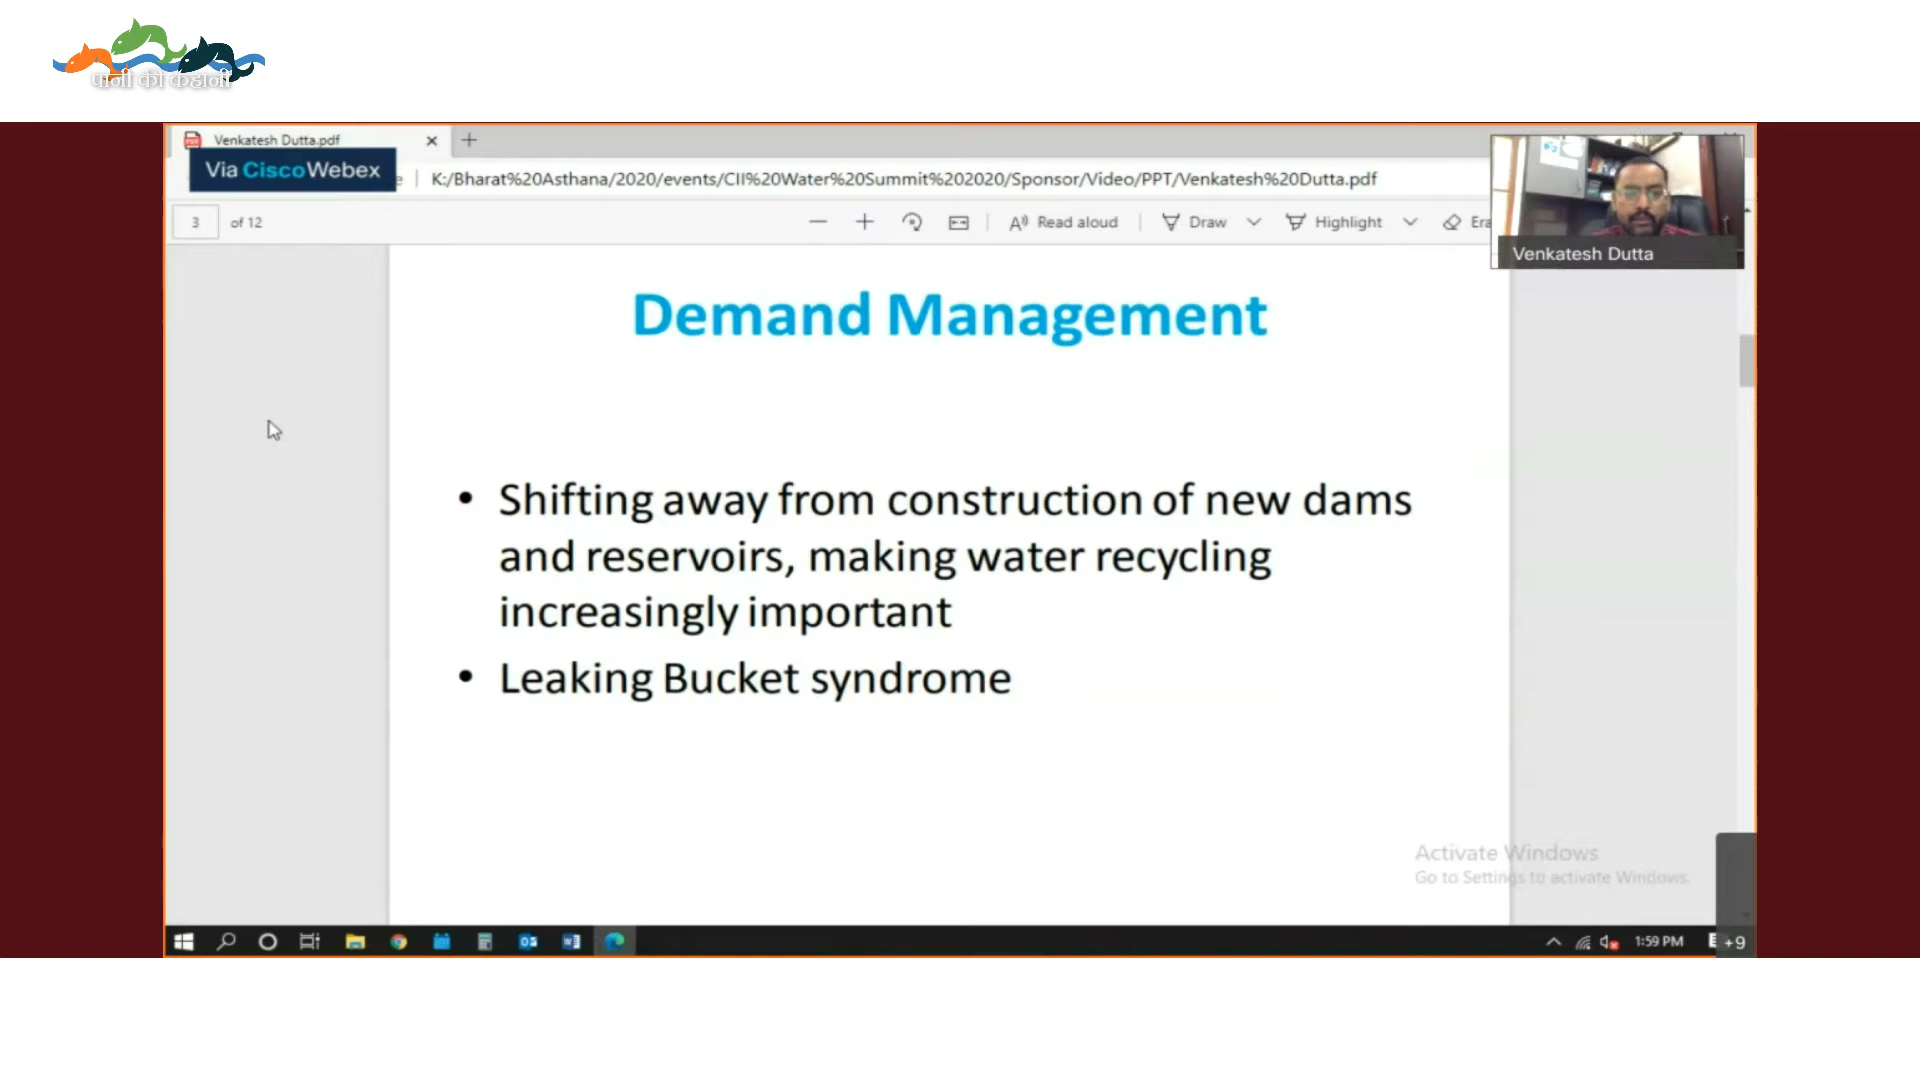 पानी की कहानी
Venkatesh Dutta.pdf
Via CiscoWebex
K:/Bharat%20Asthana/2020/events/CII%20Water%20Summit%202020/Sponsor/Video/PPT/Venkatesh%20Dutta.pdf
3 of 12
Read aloud
Draw
Highlight
Venkatesh Dutta
Demand Management
• Shifting away from construction of new dams
and reservoirs, making water recycling
increasingly important
• Leaking Bucket syndrome
Activate Windows
Go to Settings to activate Windows.
1:59 PM
+9